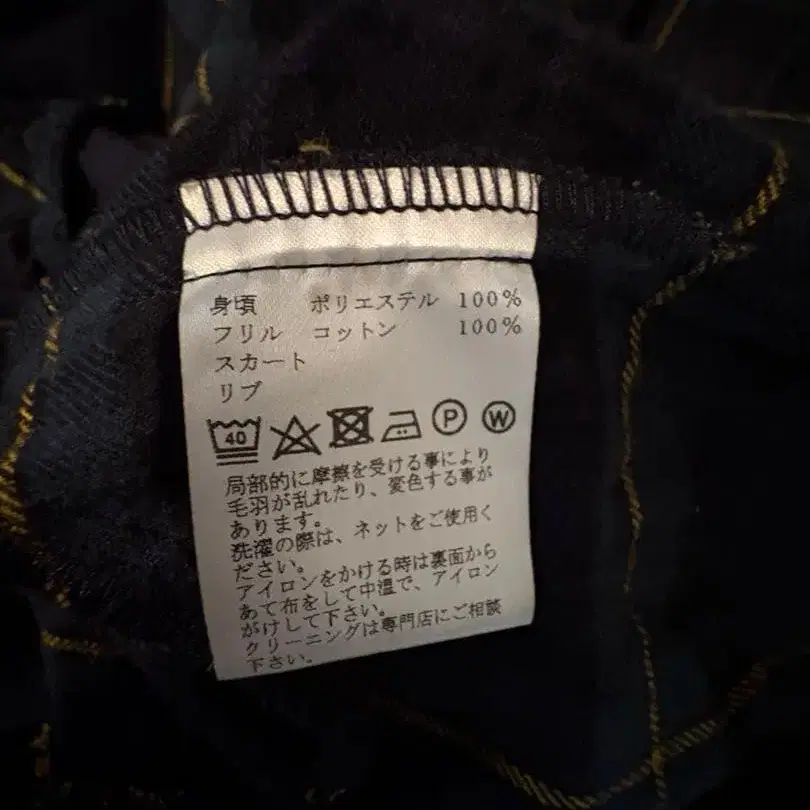 身頃 ポリエステル 100%
フリル コットン 100%
スカート
リブ
40 P W
局部的に摩擦を受ける事により
毛羽が乱れたり、変色する事が
あります。
洗濯の際は、ネットをご使用く
ださい。
アイロンをかける時は裏面から
あて布をして中温で、アイロン
がけして下さい。
クリーニングは専門店にご相談
下さい。